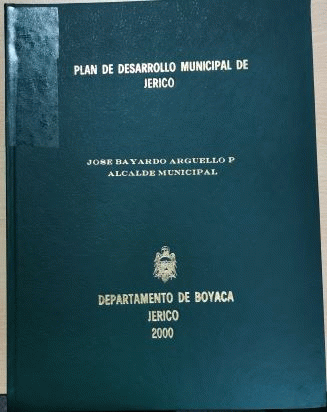 PLAN DE DESARROLLO MUNICIPAL DE
JERICO
JOSE BAYARDO ARGUELLO P
ALCALDE MUNICIPAL
DEPARTAMENTO DE BOYACA
JERICO
2000